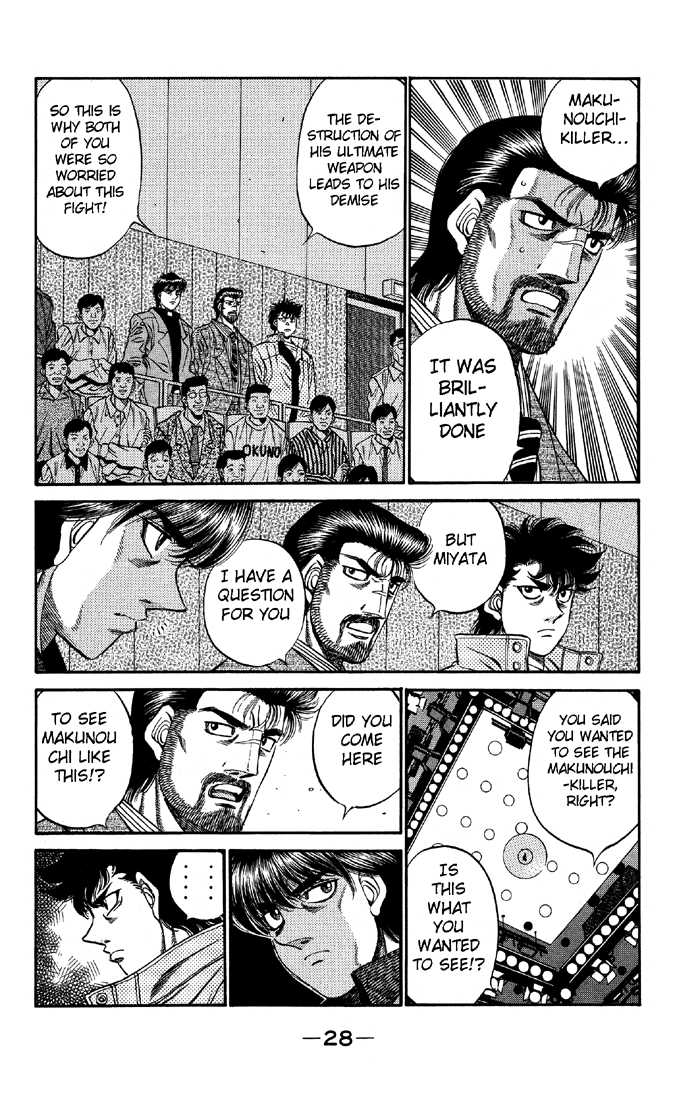 MAKU-
NOUCHI-
KILLER...
IT WAS
BRIL-
LIANTLY
DONE
THE DE-
STRUCTION OF
HIS ULTIMATE
WEAPON
LEADS TO HIS
DEMISE
SO THIS IS
WHY BOTH
OF YOU
WERE SO
WORRIED
ABOUT THIS
FIGHT!
OKUNO
BUT
MIYATA
I HAVE A
QUESTION
FOR YOU
YOU SAID
YOU WANTED
TO SEE THE
MAKUNOUCHI
-KILLER,
RIGHT?
4
IS
THIS
WHAT
YOU
WANTED
TO SEE!?
DID YOU
COME
HERE
TO SEE
MAKUNOU
CHI LIKE
THIS!?
......
—28—